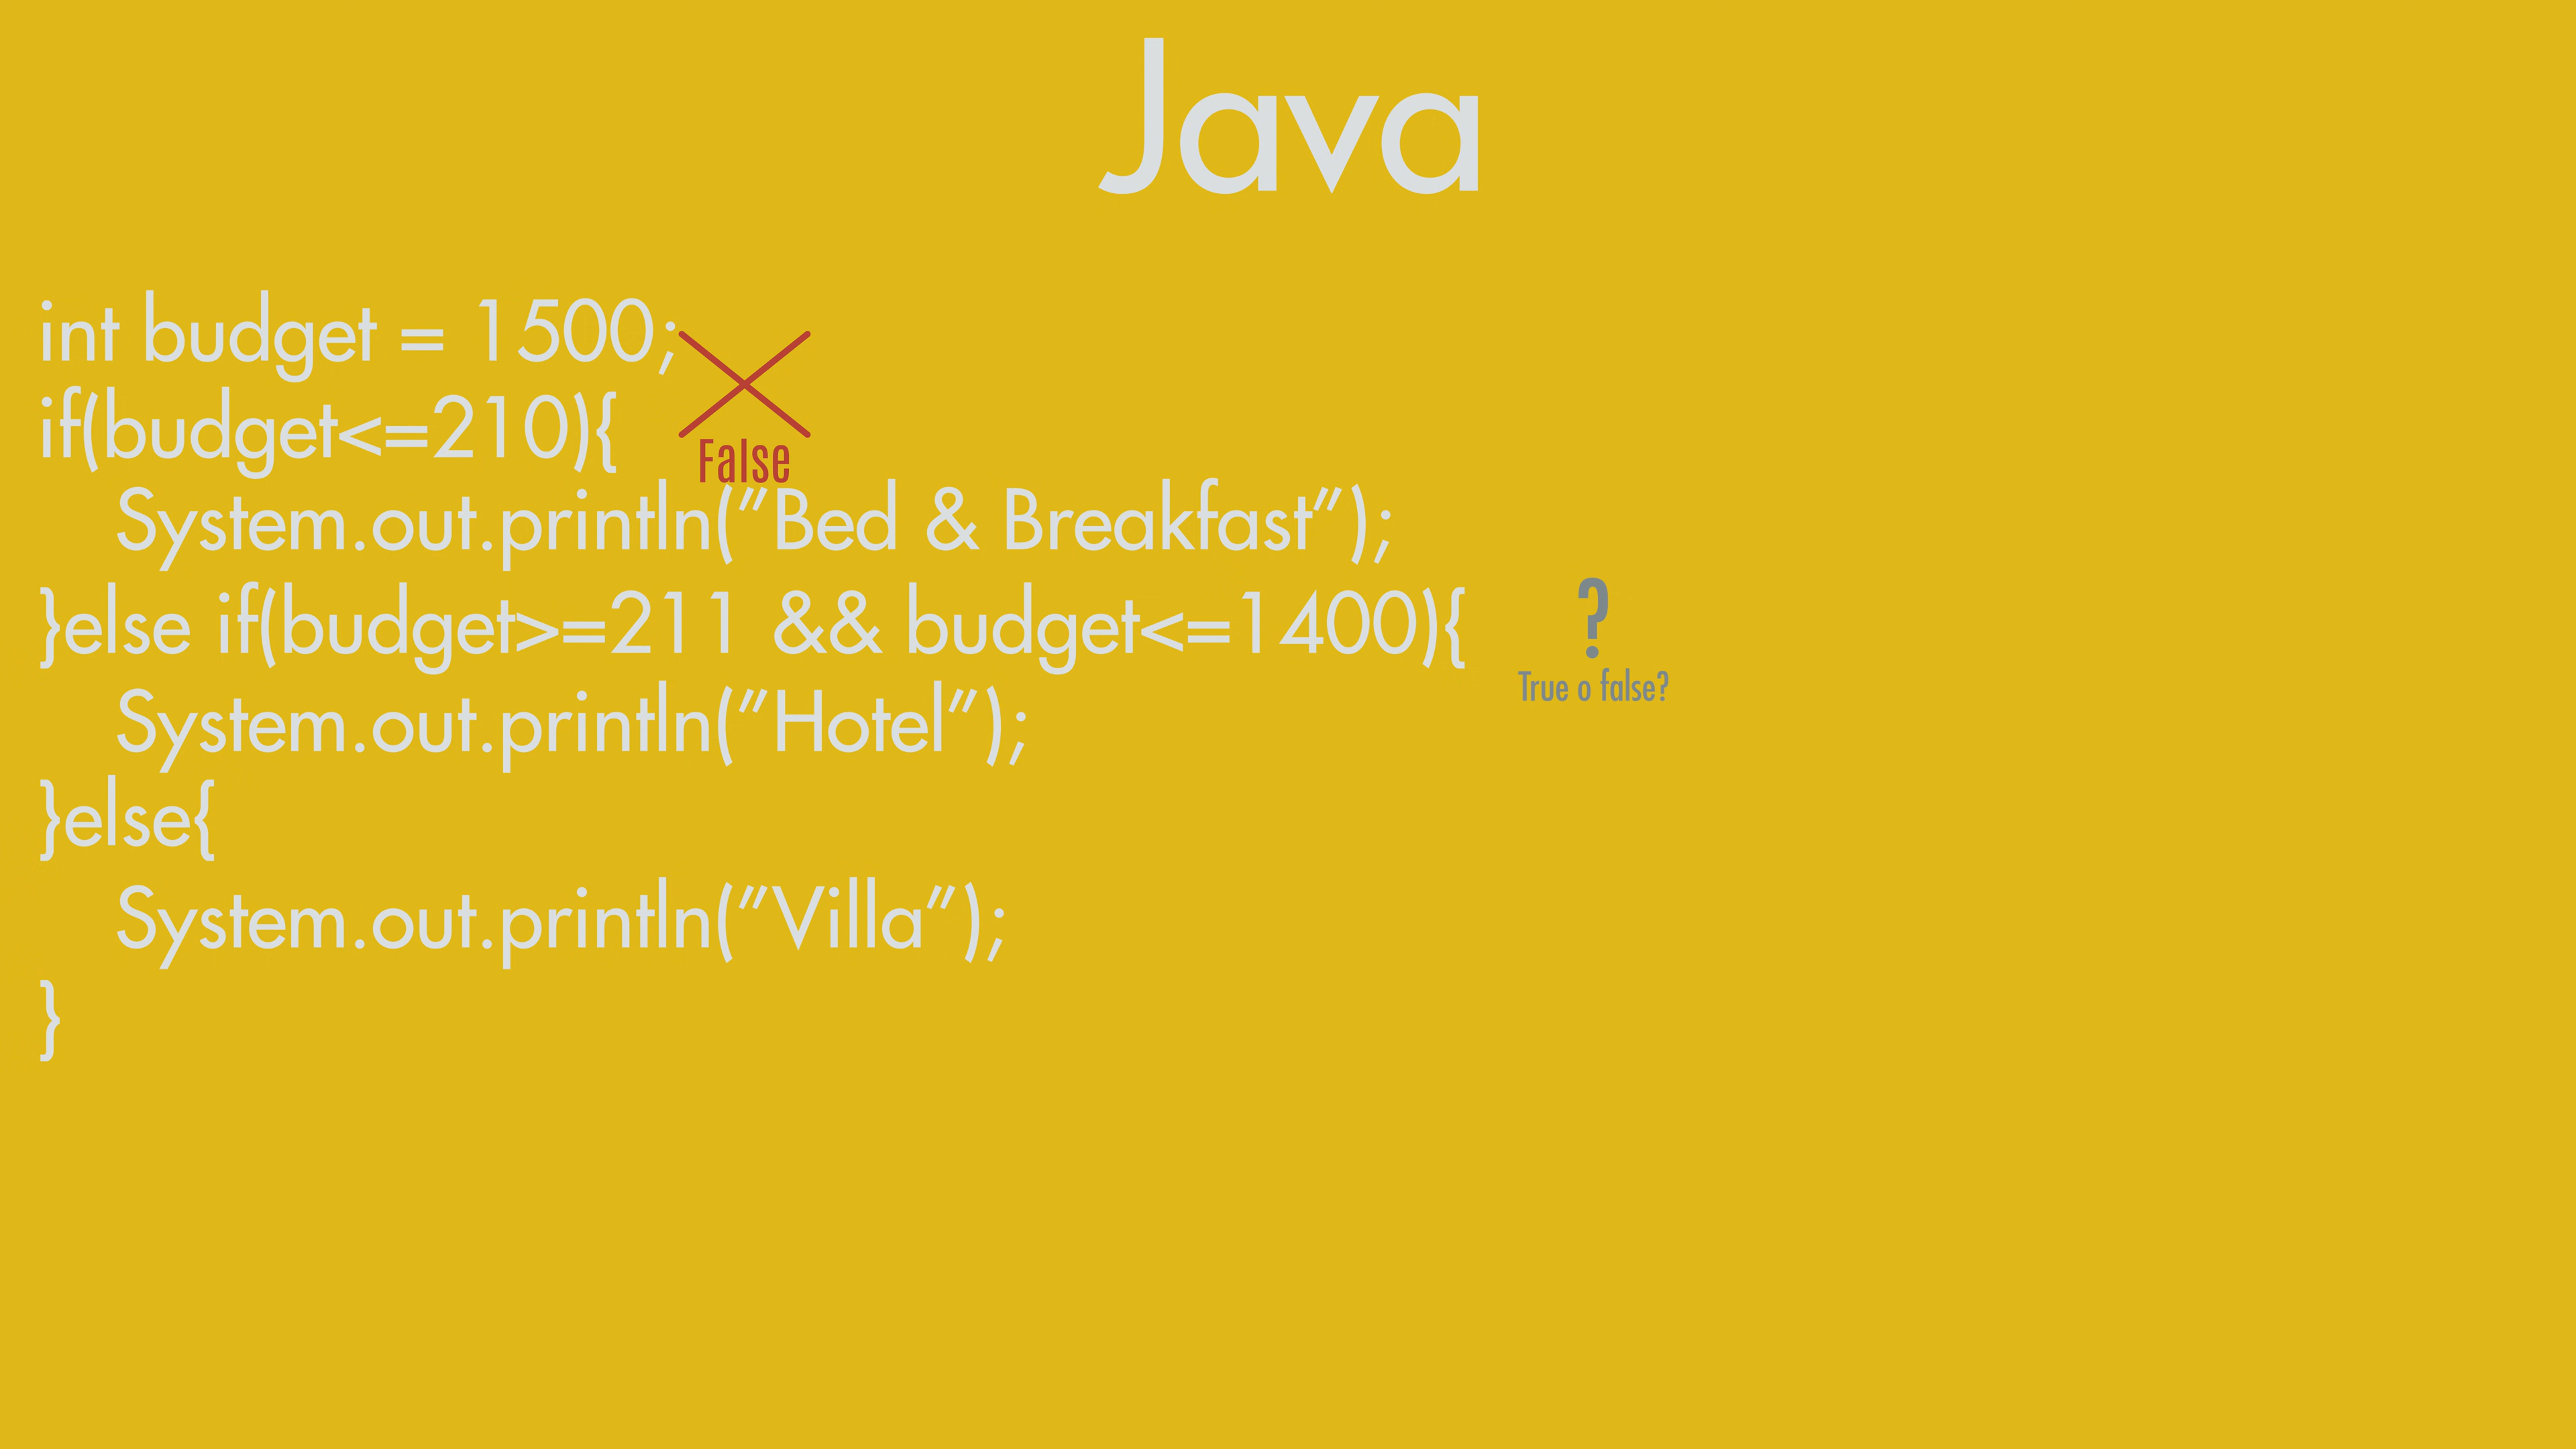 Java
int budget = 1500;
if(budget<=210){
False
System.out.println("Bed & Breakfast");
}else if(budget>=211 && budget<=1400){
?
True o false?
System.out.println("Hotel");
}else{
System.out.println("Villa");
}